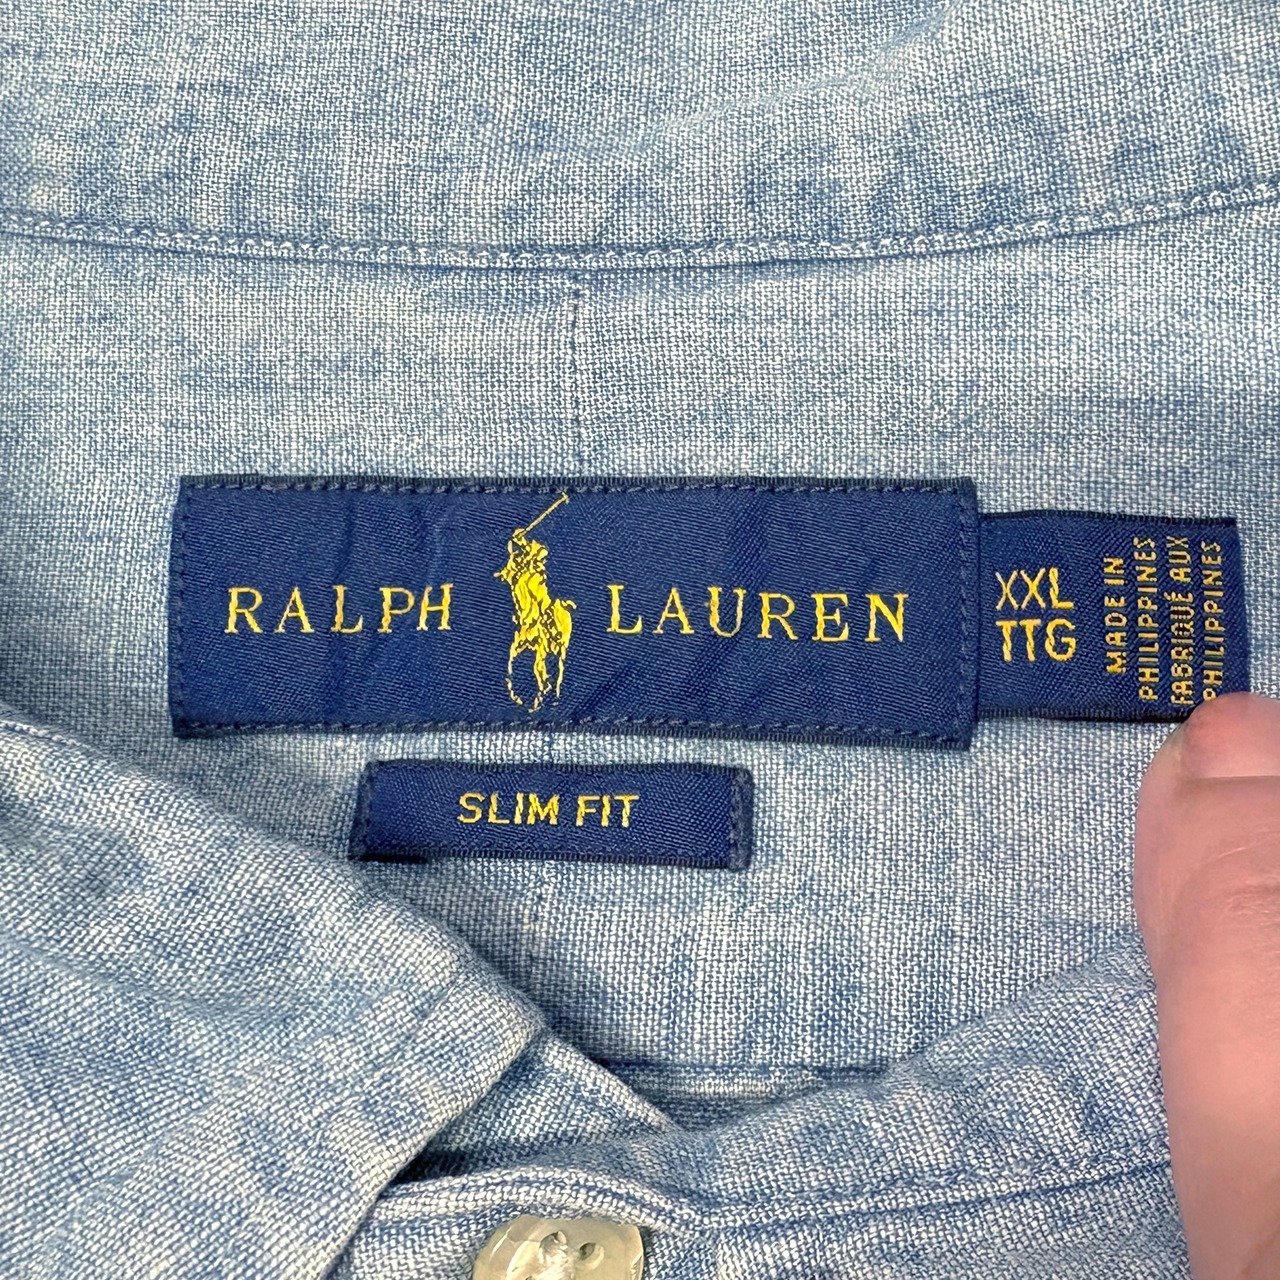 RALPH LAUREN
XXL
TTG
MADE IN
PHILIPPINES
FABRIQUÉ AUX
PHILIPPINES
SLIM FIT